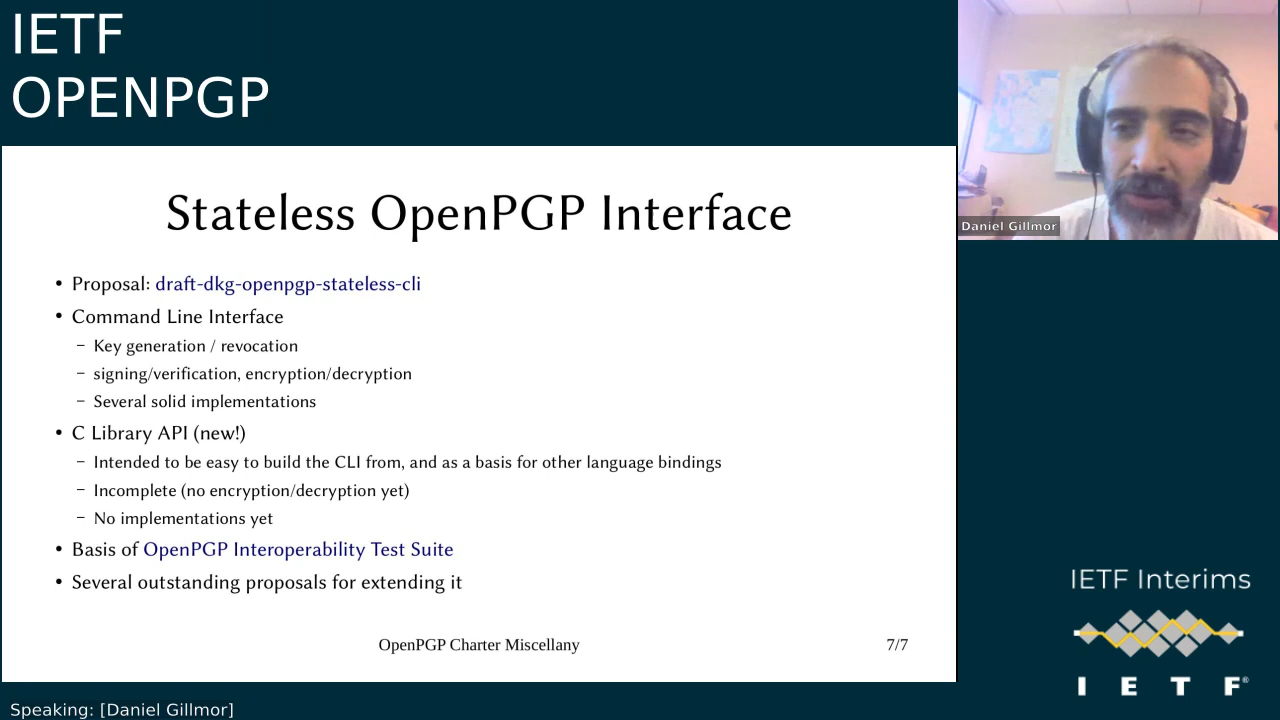 IETF
OPENPGP
Daniel Gillmor
Stateless OpenPGP Interface
• Proposal: draft-dkg-openpgp-stateless-cli
• Command Line Interface
– Key generation / revocation
– signing/verification, encryption/decryption
– Several solid implementations
• C Library API (new!)
– Intended to be easy to build the CLI from, and as a basis for other language bindings
– Incomplete (no encryption/decryption yet)
– No implementations yet
• Basis of OpenPGP Interoperability Test Suite
• Several outstanding proposals for extending it
OpenPGP Charter Miscellany
7/7
IETF Interims
I E T F®
Speaking: [Daniel Gillmor]